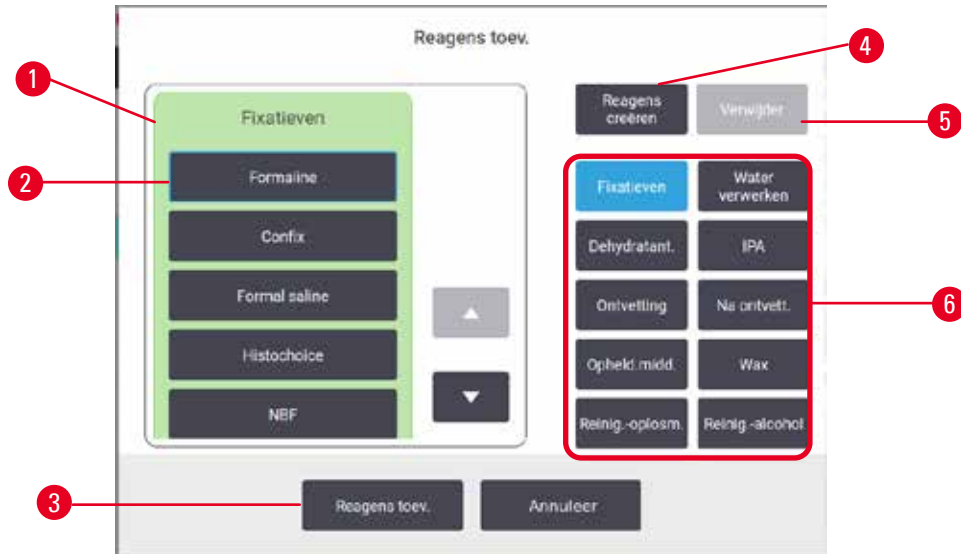 Reagens toev.
1
Fixatieven
2
Formaline
Confix
Formal saline
Histochoice
NBF
4
Reagens
creëren
Verwijder
5
Fixatieven
Water
verwerken
Dehydratant.
IPA
Ontvetting
Na ontvett.
6
Opheld.midd.
Wax
Reinig.-oplosm.
Reinig.-alcohol
3
Reagens toev.
Annuleer